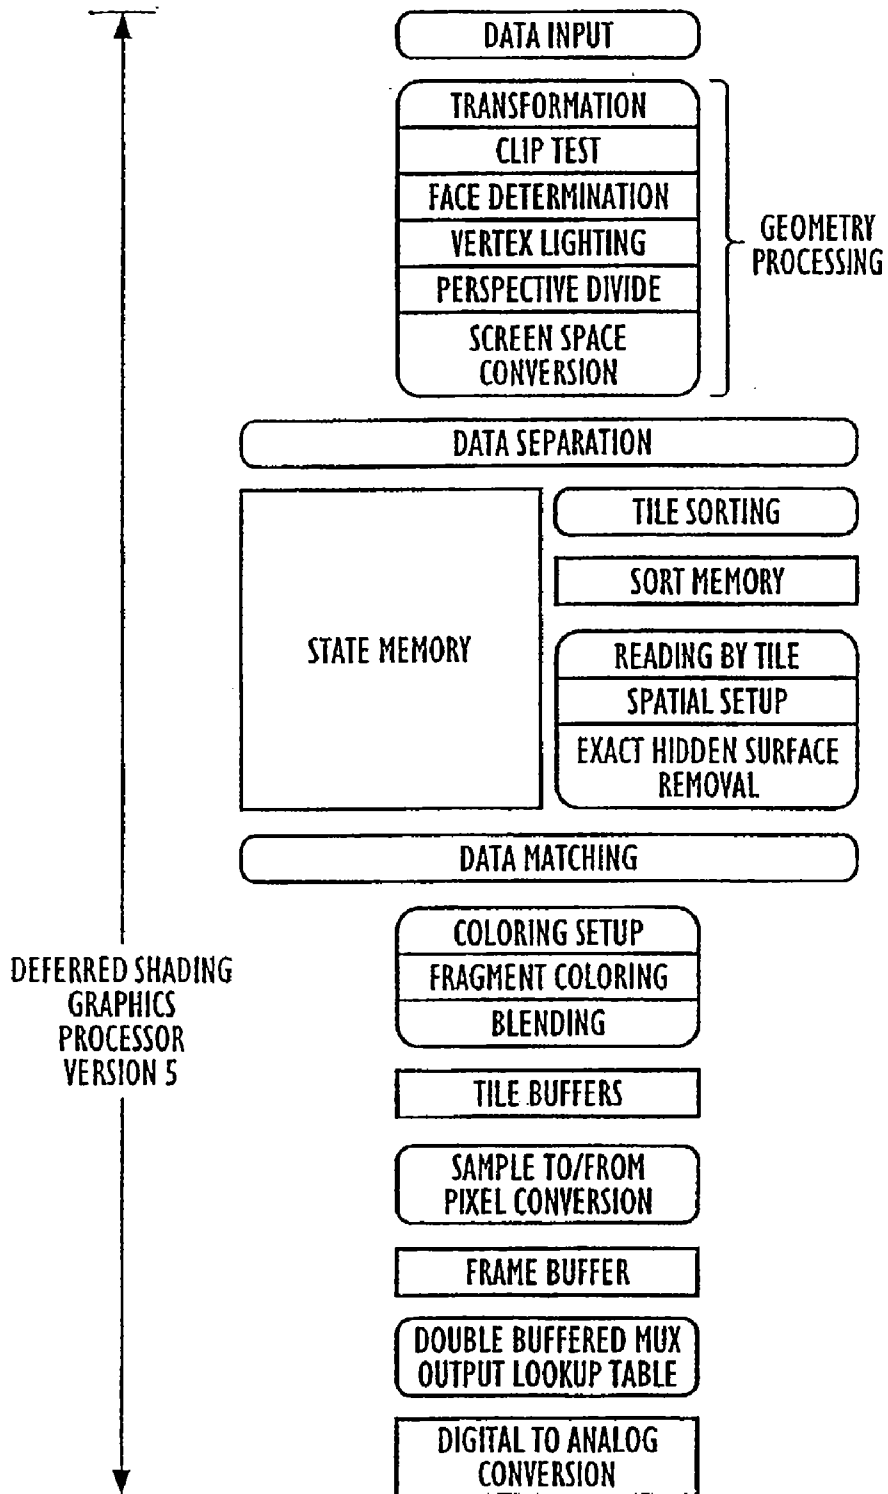 DATA INPUT
TRANSFORMATION
CLIP TEST
FACE DETERMINATION
VERTEX LIGHTING
PERSPECTIVE DIVIDE
SCREEN SPACE
CONVERSION
GEOMETRY
PROCESSING
DATA SEPARATION
STATE MEMORY
TILE SORTING
SORT MEMORY
READING BY TILE
SPATIAL SETUP
EXACT HIDDEN SURFACE
REMOVAL
DATA MATCHING
COLORING SETUP
FRAGMENT COLORING
BLENDING
DEFERRED SHADING
GRAPHICS
PROCESSOR
VERSION 5
TILE BUFFERS
SAMPLE TO/FROM
PIXEL CONVERSION
FRAME BUFFER
DOUBLE BUFFERED MUX
OUTPUT LOOKUP TABLE
DIGITAL TO ANALOG
CONVERSION